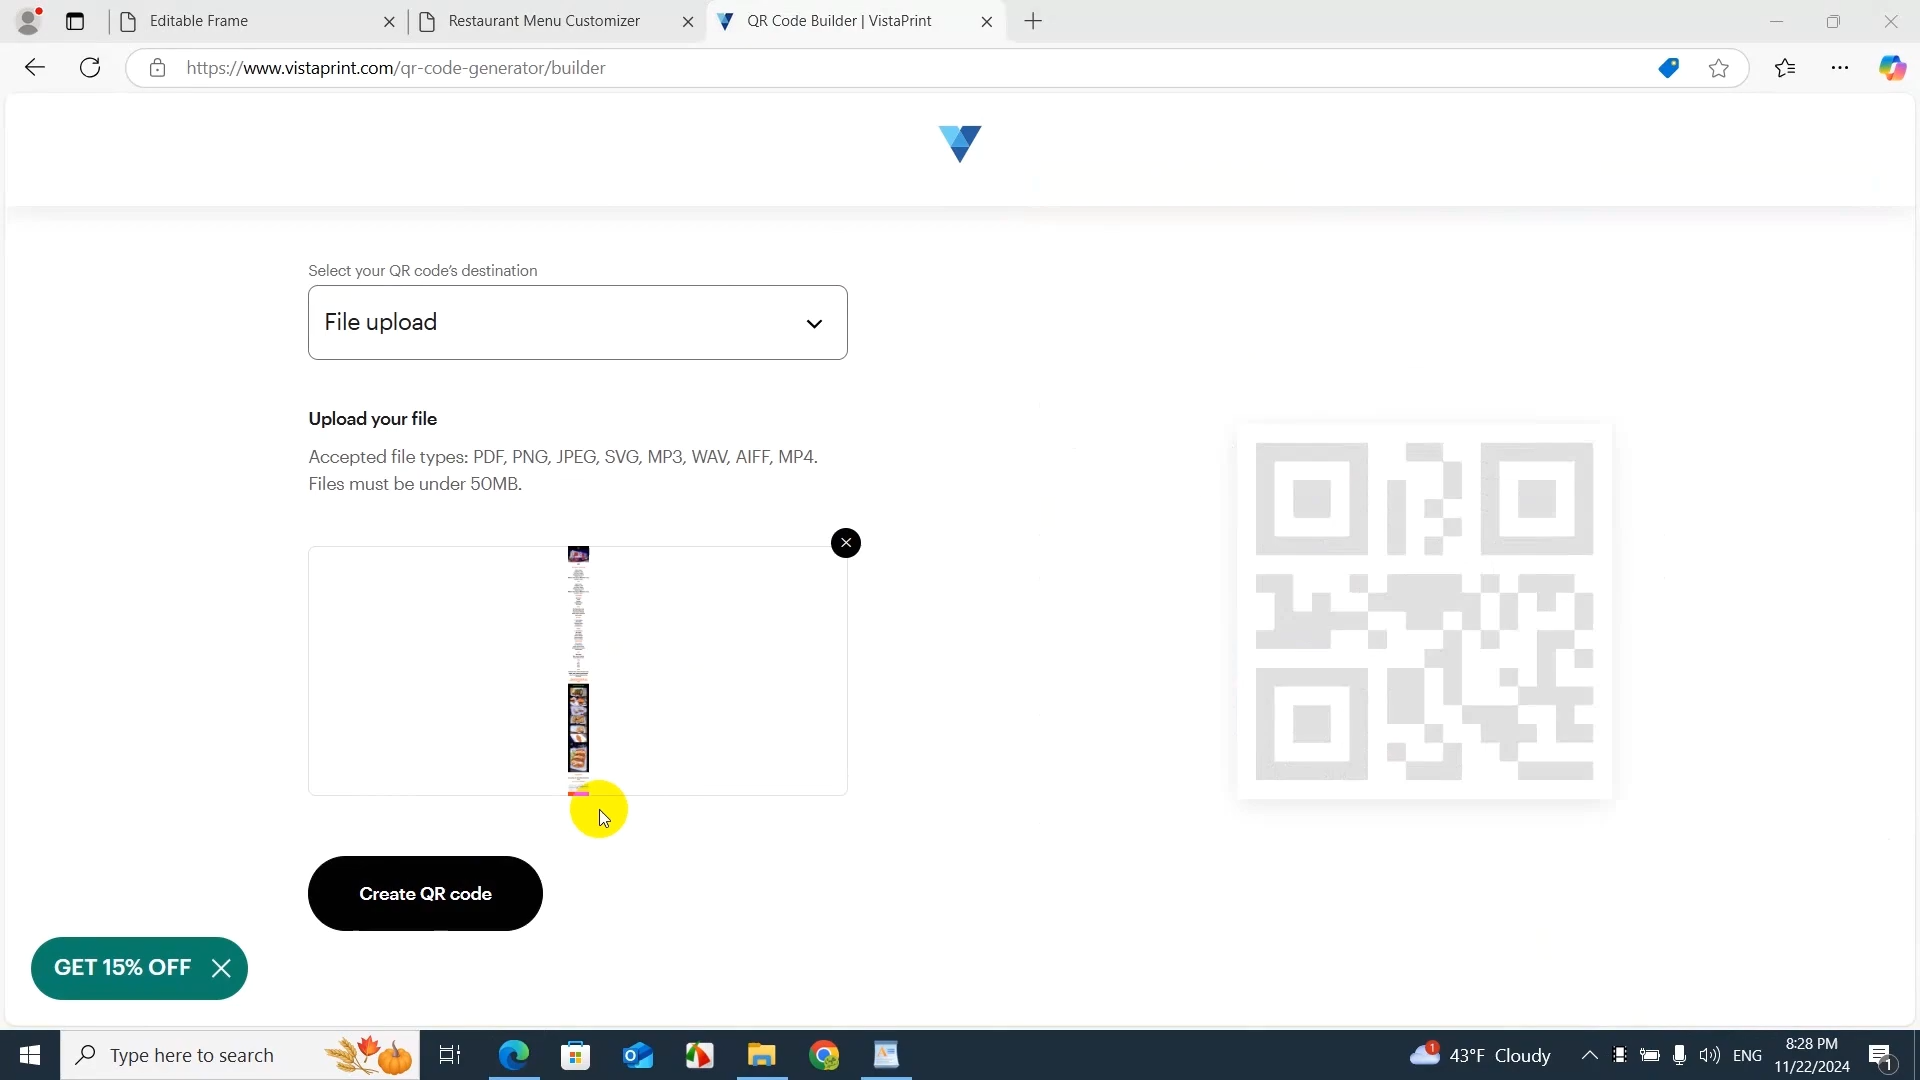 Editable Frame
Restaurant Menu Customizer
QR Code Builder | VistaPrint
https://www.vistaprint.com/qr-code-generator/builder
Select your QR code's destination
File upload
Upload your file
Accepted file types: PDF, PNG, JPEG, SVG, MP3, WAV, AIFF, MP4.
Files must be under 50MB.
Create QR code
GET 15% OFF
Type here to search
1
43°F Cloudy
ENG
8:28 PM
11/22/2024
1